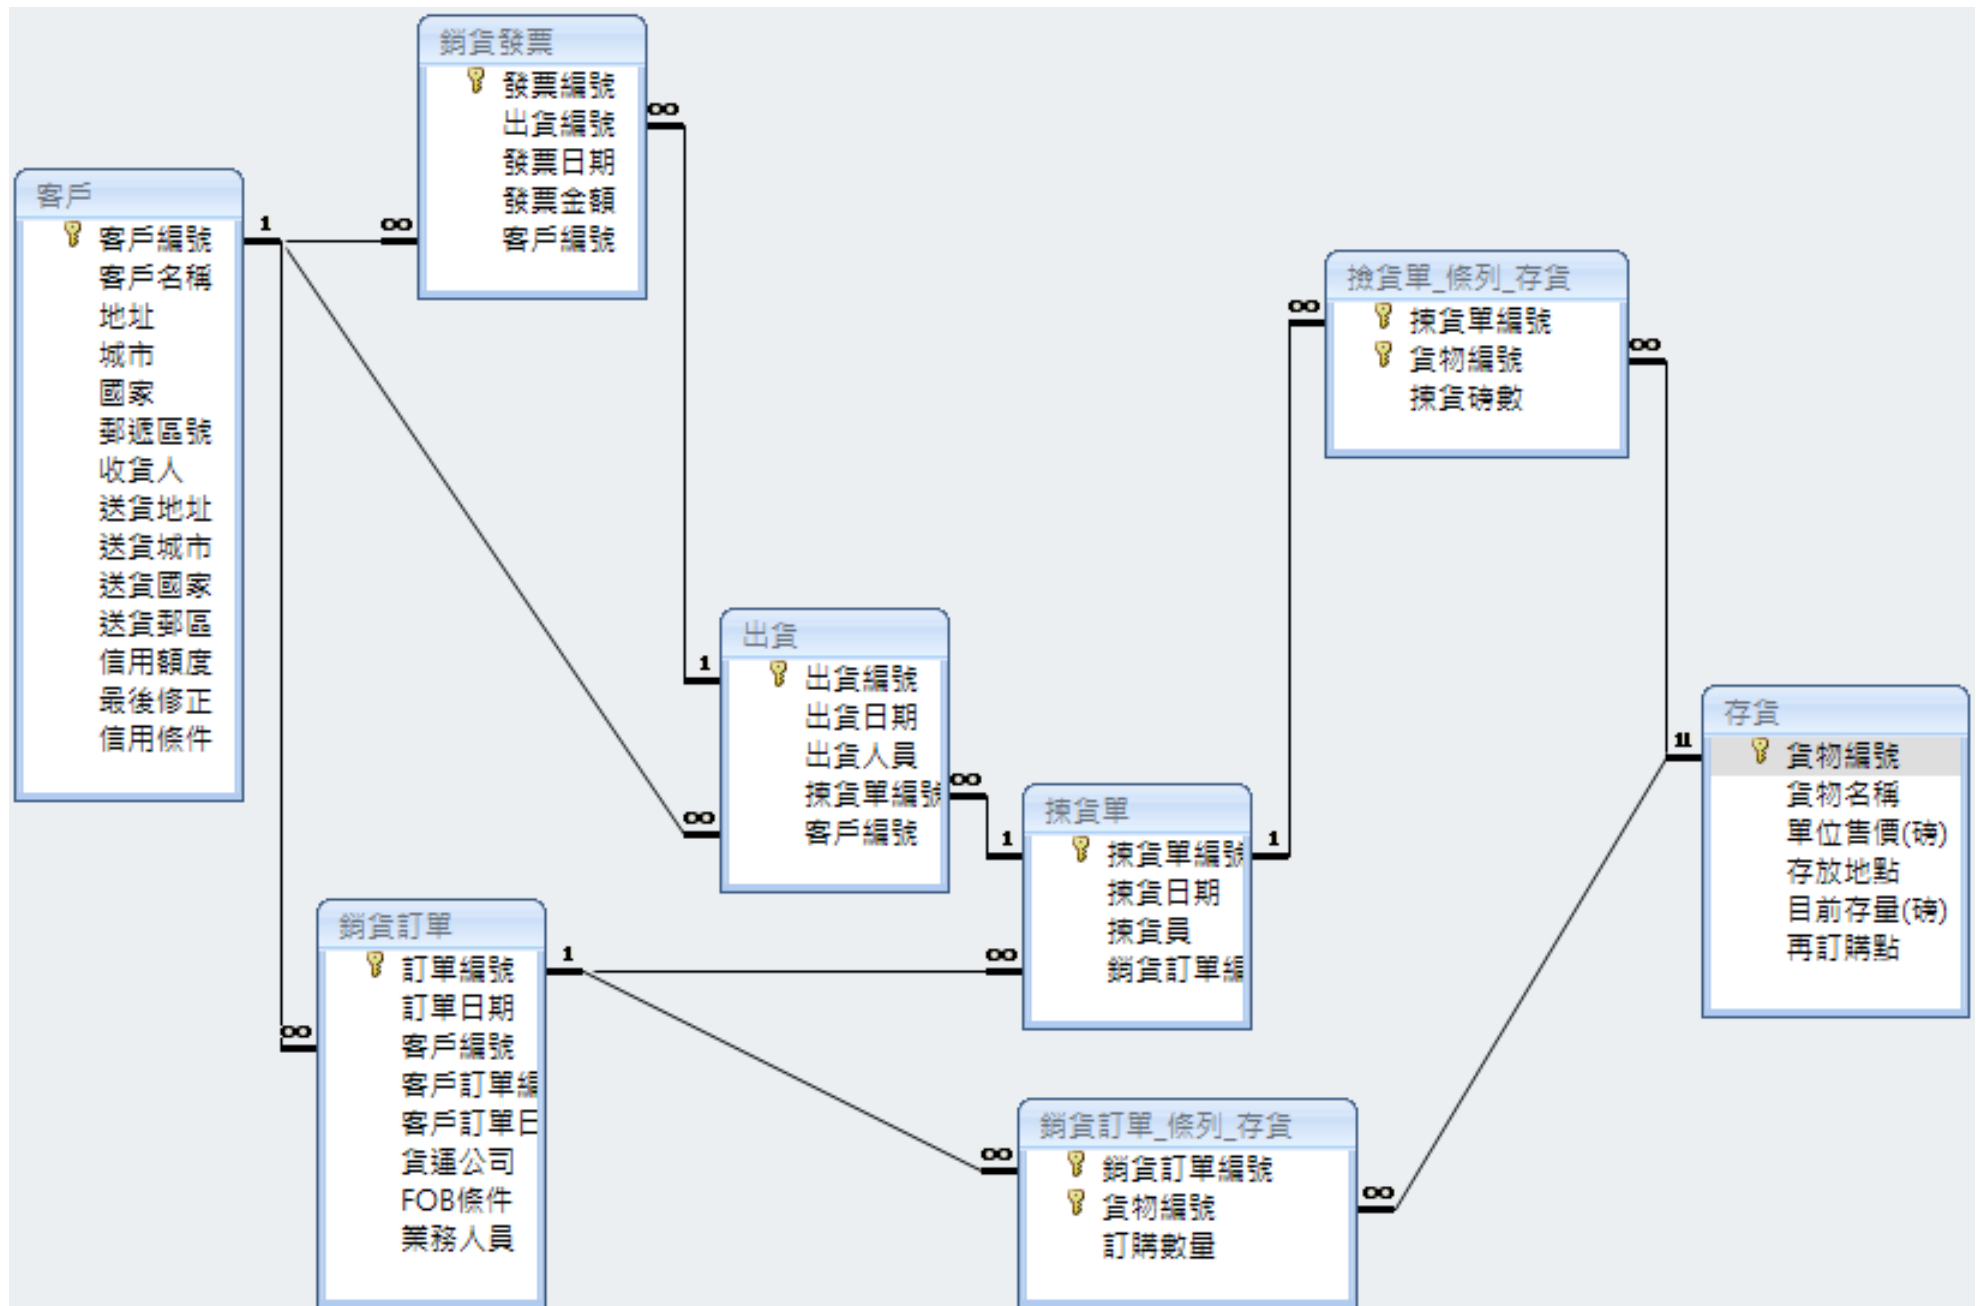 銷貨發票
發票編號
出貨編號
發票日期
發票金額
客戶編號
客戶
客戶編號
客戶名稱
地址
城市
國家
郵遞區號
收貨人
送貨地址
送貨城市
送貨國家
送貨郵區
信用額度
最後修正
信用條件
撿貨單_條列_存貨
揀貨單編號
貨物編號
揀貨磅數
出貨
出貨編號
出貨日期
出貨人員
揀貨單編號
客戶編號
存貨
貨物編號
貨物名稱
單位售價(磅)
存放地點
目前存量(磅)
再訂購點
揀貨單
揀貨單編號
揀貨日期
揀貨員
銷貨訂單編
銷貨訂單
訂單編號
訂單日期
客戶編號
客戶訂單編
客戶訂單日
貨運公司
FOB條件
業務人員
銷貨訂單_條列_存貨
銷貨訂單編號
貨物編號
訂購數量
1
∞
∞
∞
1
∞
∞
1
∞
1
∞
∞
1
1
1
∞
∞
∞